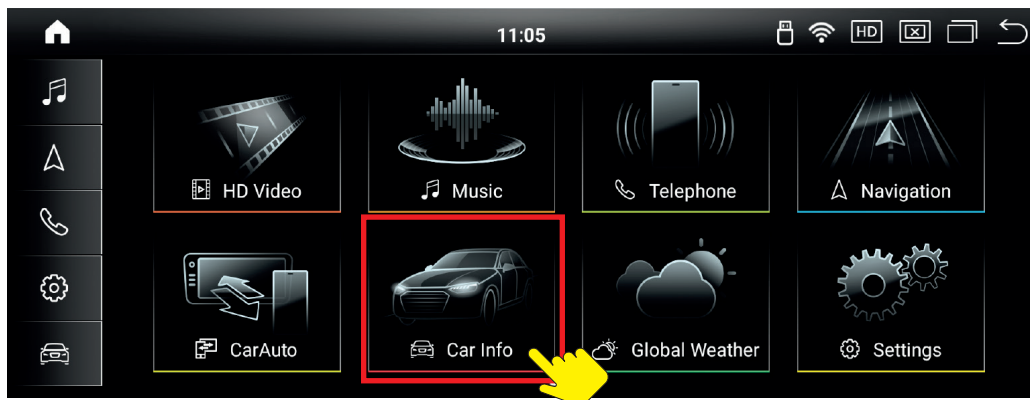 11:05
HD
HD Video
Music
Telephone
Navigation
CarAuto
Car Info
Global Weather
Settings